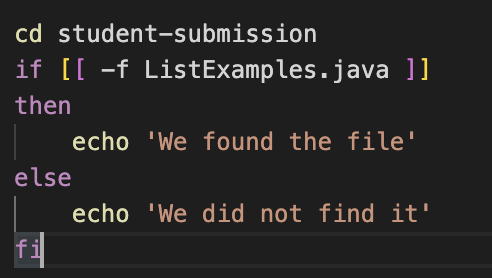 cd student-submission
if [[ -f ListExamples.java ]]
then
    echo 'We found the file'
else
    echo 'We did not find it'
fi